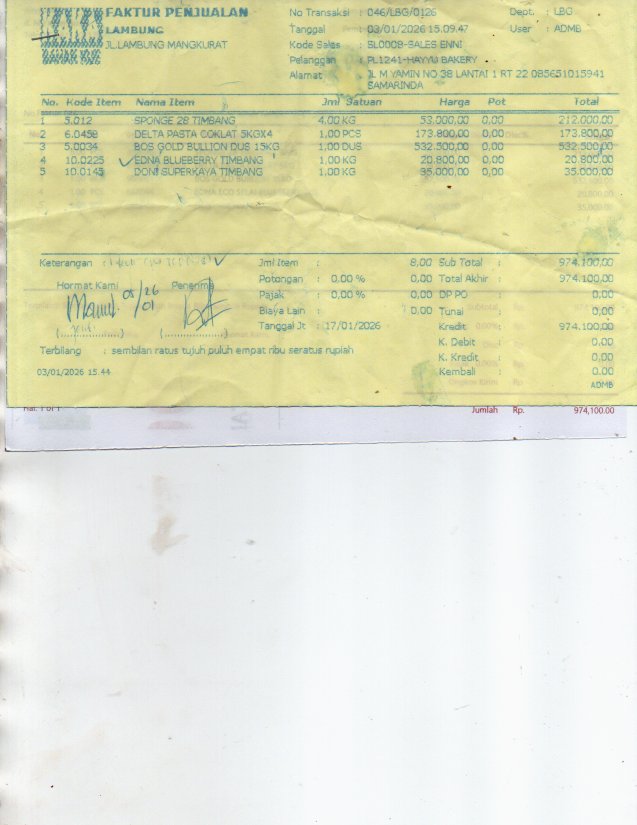 FAKTUR PENJUALAN
LAMBUNG
JL.LAMBUNG MANGKURAT
No Transaksi : 046/LBG/0126 Dept. : LBG
Tanggal : 03/01/2026 15.09.47 User : ADMB
Kode Sales : SL0008-SALES ENNI
Pelanggan : PL1241-HAYYU BAKERY
Alamat : JL M YAMIN NO 38 LANTAI 1 RT 22 085651015941
SAMARINDA
No. Kode Item Nama Item Jml Satuan Harga Pot Total
1 5.012 SPONGE 28 TIMBANG 4,00 KG 53.000,00 0,00 212.000,00
2 6.0458 DELTA PASTA COKLAT 5KGX4 1,00 PCS 173.800,00 0,00 173.800,00
3 5.0034 BOS GOLD BULLION DUS 15KG 1,00 DUS 532.500,00 0,00 532.500,00
4 10.0225 EDNA BLUEBERRY TIMBANG 1,00 KG 20.800,00 0,00 20.800,00
5 10.0145 DONI SUPERKAYA TIMBANG 1,00 KG 35.000,00 0,00 35.000,00
Keterangan : Jml Item : 8,00 Sub Total : 974.100,00
Potongan : 0,00 % 0,00 Total Akhir : 974.100,00
Hormat Kami 05/01 26 Penerima Pajak : 0,00 % 0,00 DP PO : 0,00
Biaya Lain : 0,00 Tunai : 0,00
Tanggal Jt : 17/01/2026 Kredit : 974.100,00
(....................) (....................) K. Debit : 0,00
Terbilang : sembilan ratus tujuh puluh empat ribu seratus rupiah K. Kredit : 0,00
Kembali : 0,00
03/01/2026 15.44 ADMB
Hal. 1 of 1 Jumlah Rp. 974,100.00